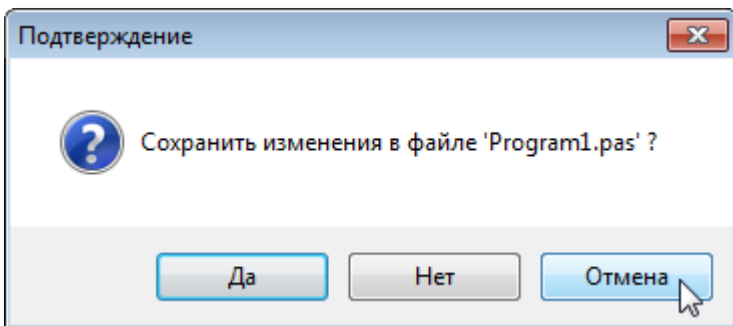 Подтверждение
Сохранить изменения в файле 'Program1.pas' ?
Да Нет Отмена